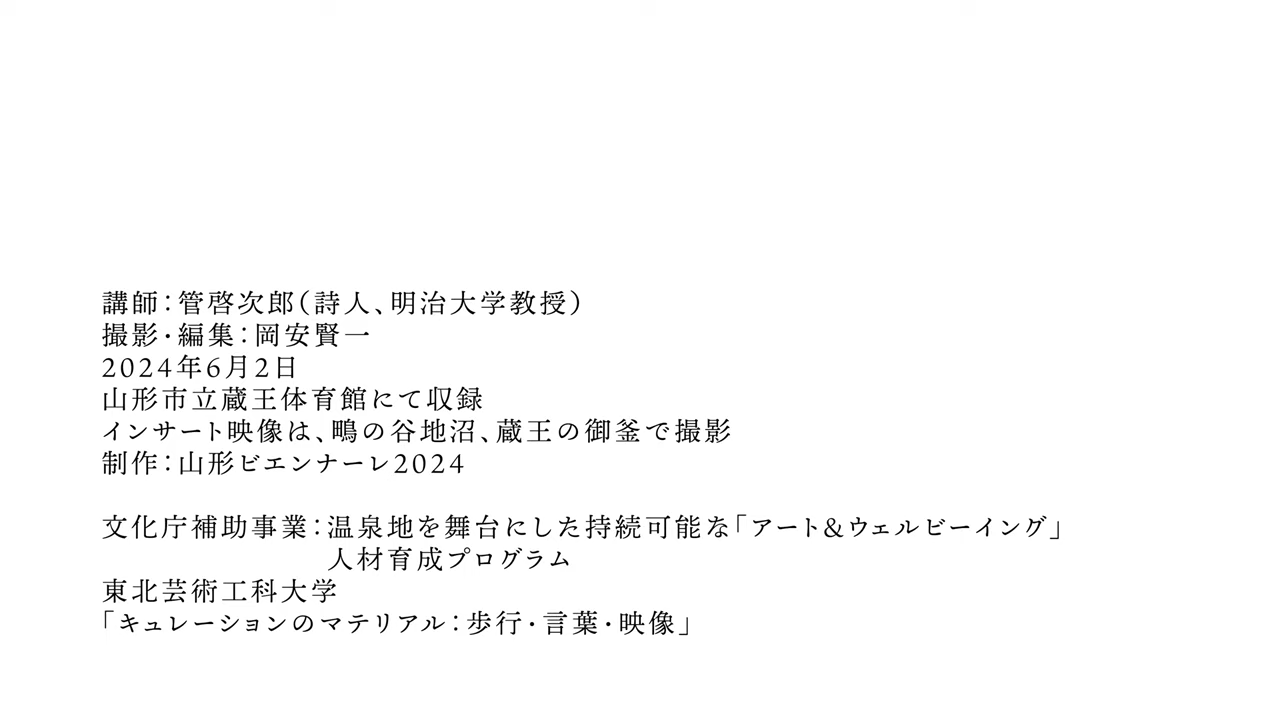 講師：管啓次郎（詩人、明治大学教授）
撮影・編集：岡安賢一
2024年6月2日
山形市立蔵王体育館にて収録
インサート映像は、鴫の谷地沼、蔵王の御釜で撮影
制作：山形ビエンナーレ2024
文化庁補助事業：温泉地を舞台にした持続可能な「アート&ウェルビーイング」
人材育成プログラム
東北芸術工科大学
「キュレーションのマテリアル：歩行・言葉・映像」